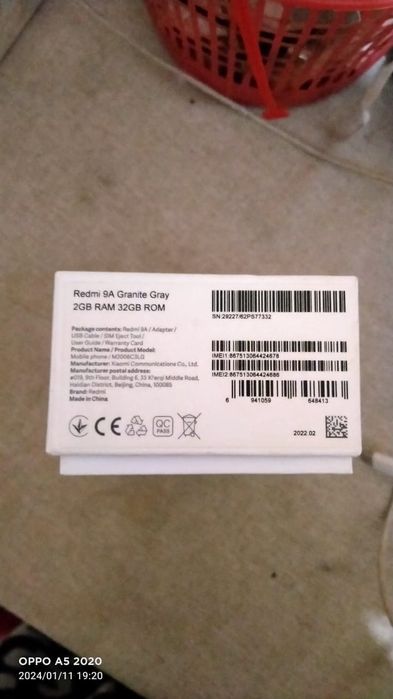 Redmi 9A Granite Gray
2GB RAM 32GB ROM
Package contents: Redmi 9A / Adapter /
USB Cable / SIM Eject Tool /
User Guide / Warranty Card
Product Name / Product Model:
Mobile phone / M2006C3LG
Manufacturer: Xiaomi Communications Co., Ltd.
Manufacturer postal address:
#019, 9th Floor, Building 6, 33 Xi'erqi Middle Road,
Haidian District, Beijing, China, 100085
Brand: Redmi
Made in China
CE
QC
PASS
SN:29227/62PS77332
IMEI1:867513064424678
IMEI2:867513064424686
6 941059 648413
2022.02
OPPO A5 2020
2024/01/11 19:20